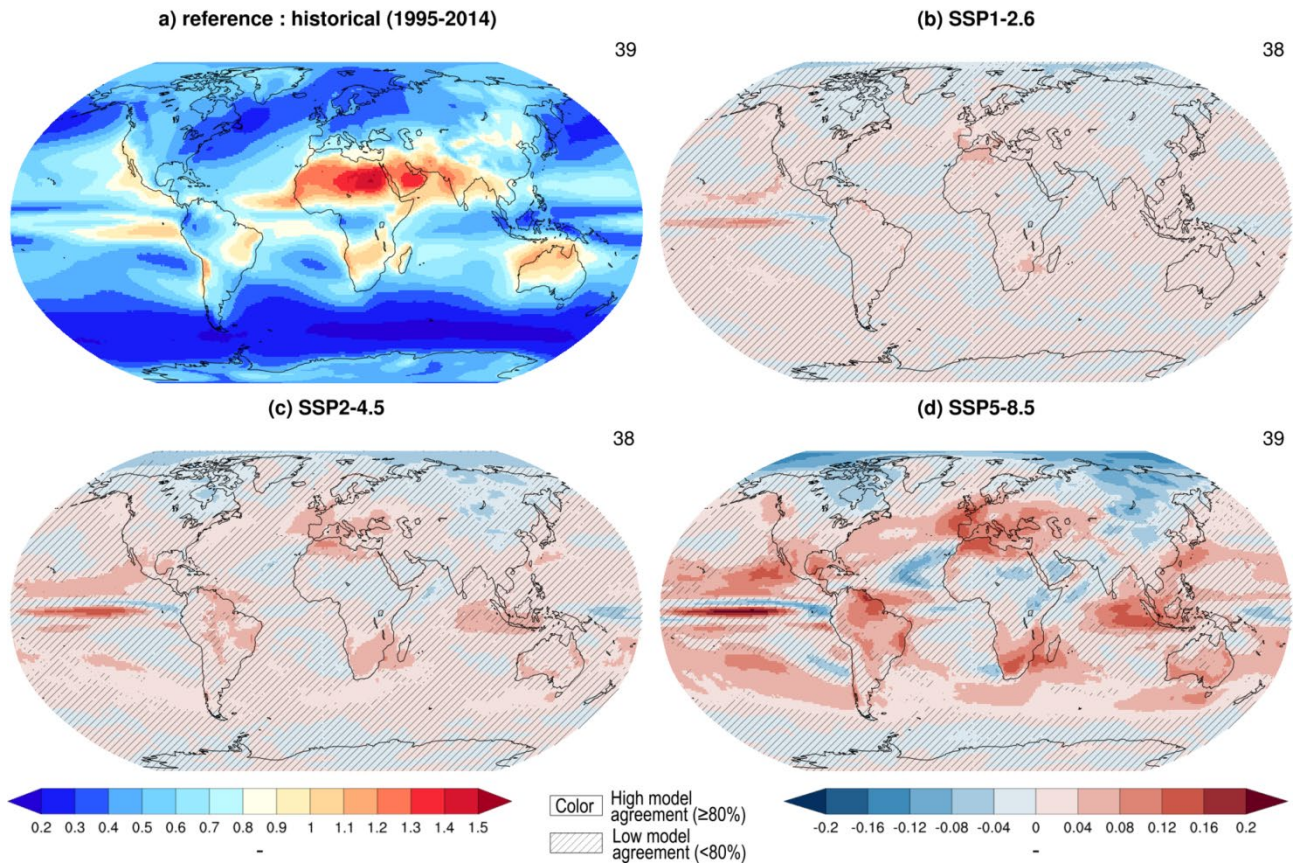 a) reference : historical (1995-2014)
39
(b) SSP1-2.6
38
(c) SSP2-4.5
38
(d) SSP5-8.5
39
0.2 0.3 0.4 0.5 0.6 0.7 0.8 0.9 1 1.1 1.2 1.3 1.4 1.5
-
Color
High model
agreement (≥80%)
Low model
agreement (<80%)
-0.2 -0.16 -0.12 -0.08 -0.04 0 0.04 0.08 0.12 0.16 0.2
-